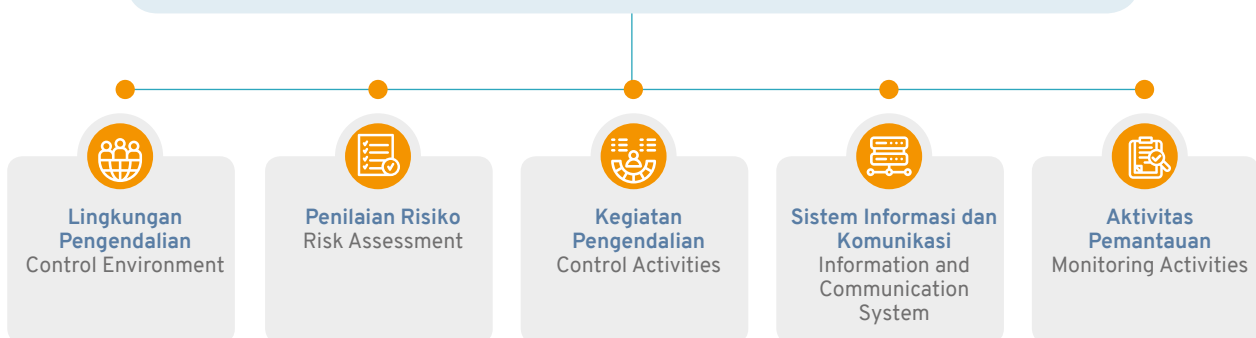 Lingkungan
Pengendalian
Control Environment
Penilaian Risiko
Risk Assessment
Kegiatan
Pengendalian
Control Activities
Sistem Informasi dan
Komunikasi
Information and
Communication
System
Aktivitas
Pemantauan
Monitoring Activities